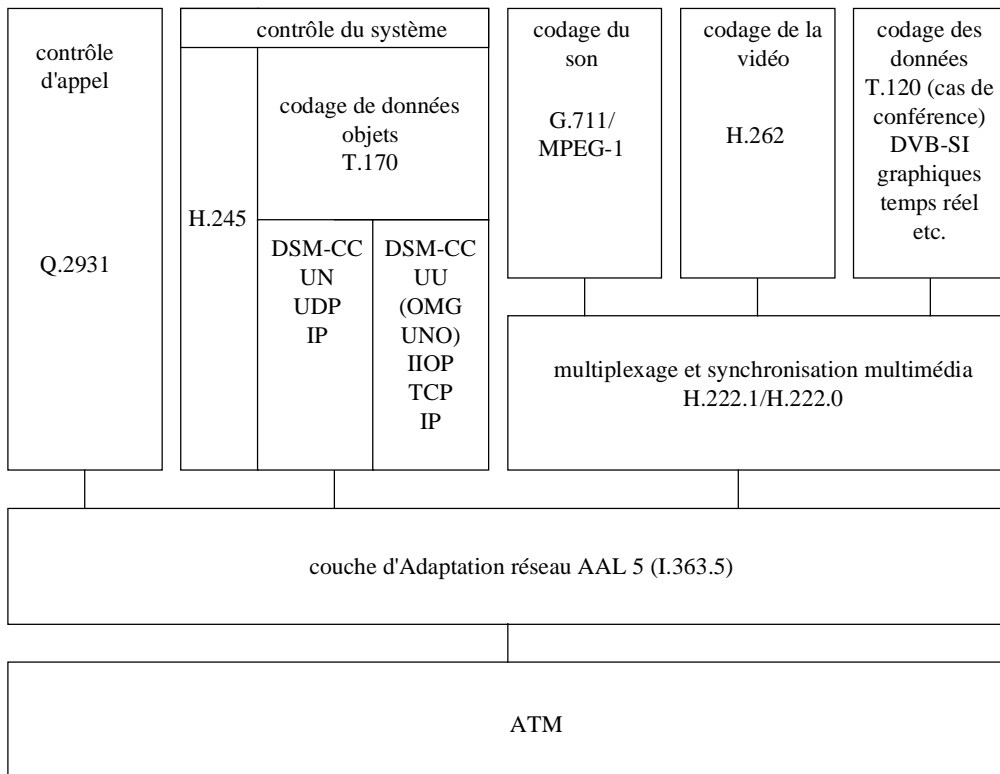 contrôle
d'appel
Q.2931
contrôle du système
H.245
codage de données
objets
T.170
DSM-CC
UN
UDP
IP
DSM-CC
UU
(OMG
UNO)
IIOP
TCP
IP
codage du
son
G.711/
MPEG-1
codage de la
vidéo
H.262
codage des
données
T.120 (cas de
conférence)
DVB-SI
graphiques
temps réel
etc.
multiplexage et synchronisation multimédia
H.222.1/H.222.0
couche d'Adaptation réseau AAL 5 (I.363.5)
ATM